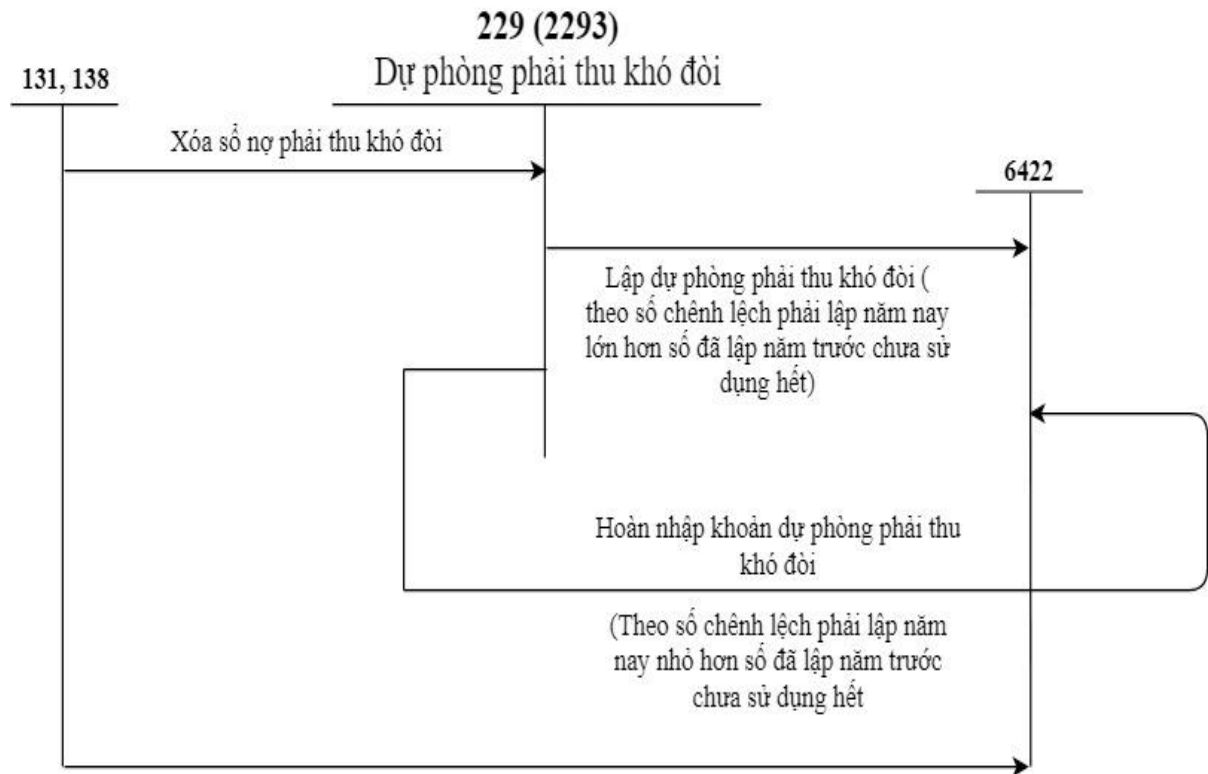 229 (2293)
Dự phòng phải thu khó đòi
131, 138
Xóa sổ nợ phải thu khó đòi
6422
Lập dự phòng phải thu khó đòi (
theo số chênh lệch phải lập năm nay
lớn hơn số đã lập năm trước chưa sử
dụng hết)
Hoàn nhập khoản dự phòng phải thu
khó đòi
(Theo số chênh lệch phải lập năm
nay nhỏ hơn số đã lập năm trước
chưa sử dụng hết